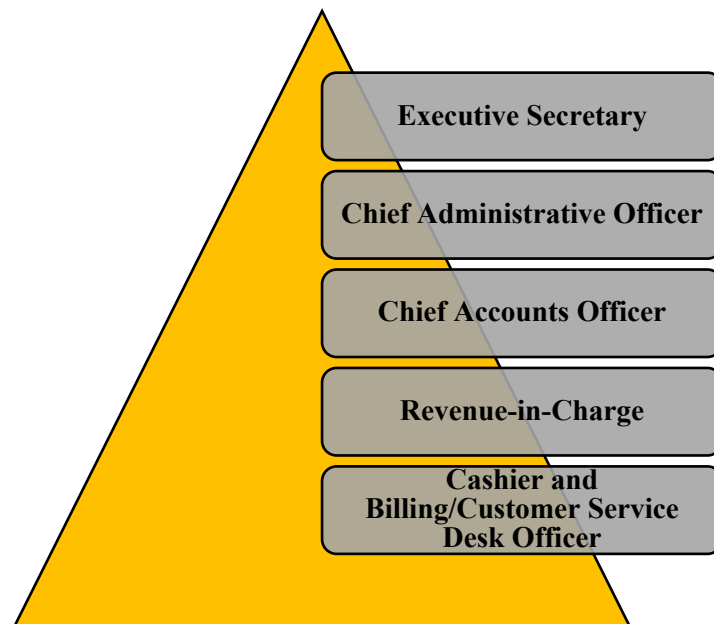 Executive Secretary
Chief Administrative Officer
Chief Accounts Officer
Revenue-in-Charge
Cashier and
Billing/Customer Service
Desk Officer